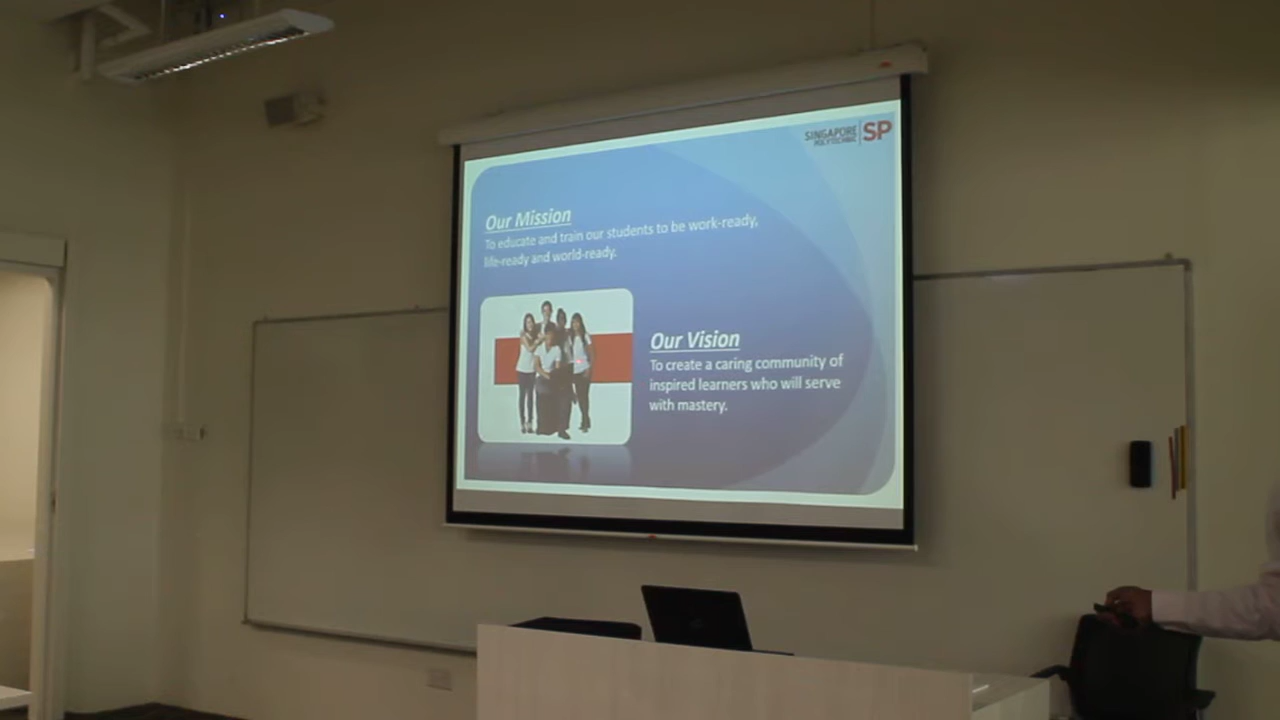 SINGAPORE
POLYTECHNIC
SP
Our Mission
To educate and train our students to be work-ready,
life-ready and world-ready.
Our Vision
To create a caring community of
inspired learners who will serve
with mastery.